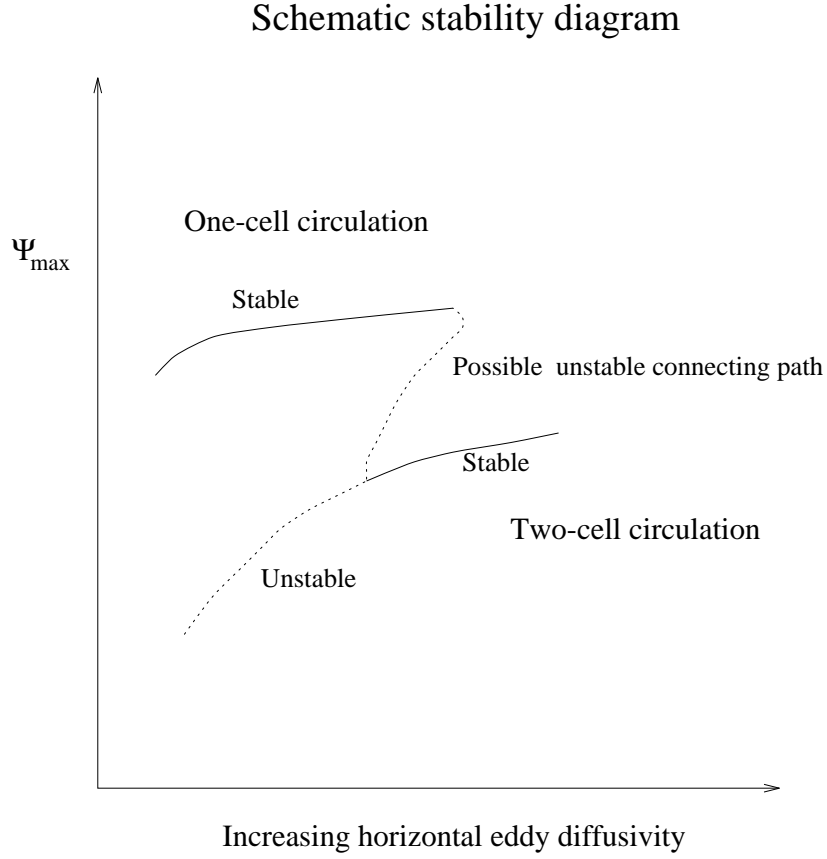 Schematic stability diagram
One-cell circulation
Ψmax
Stable
Possible unstable connecting path
Stable
Two-cell circulation
Unstable
Increasing horizontal eddy diffusivity